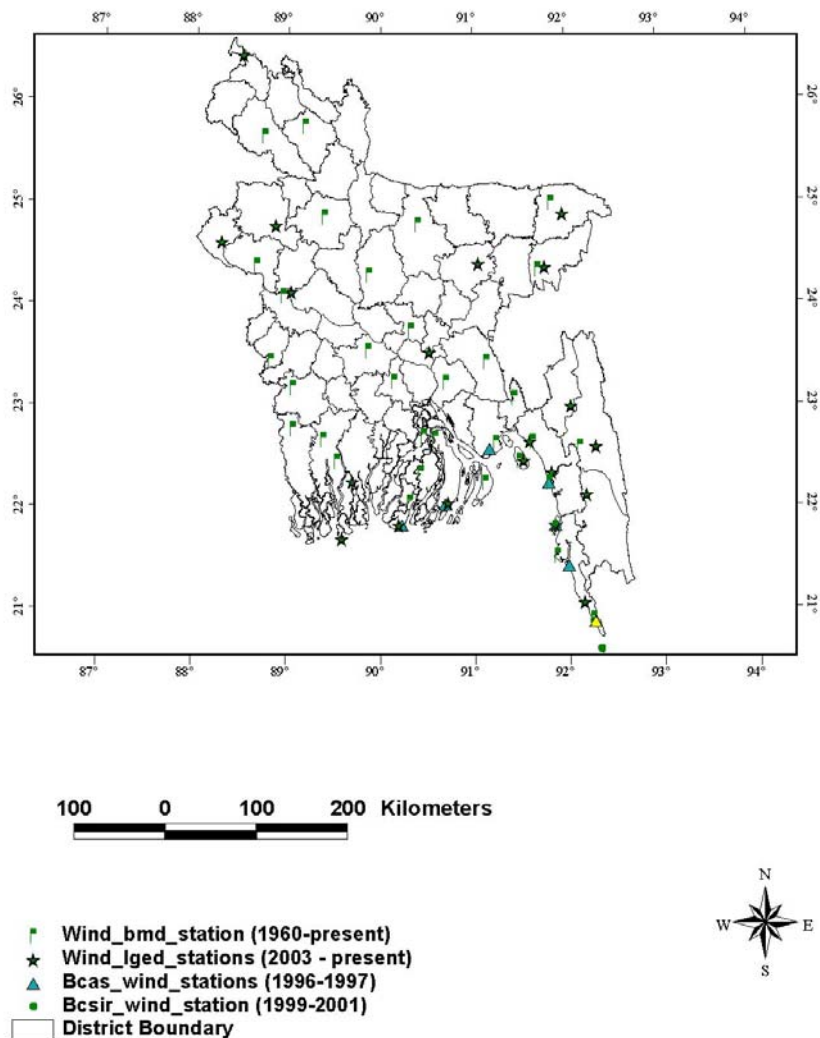 87° 88° 89° 90° 91° 92° 93° 94°
26° 26°
25° 25°
24° 24°
23° 23°
22° 22°
21° 21°
87° 88° 89° 90° 91° 92° 93° 94°
100 0 100 200 Kilometers
N
W E
S
Wind_bmd_station (1960-present)
Wind_lged_stations (2003 - present)
Bcas_wind_stations (1996-1997)
Bcsir_wind_station (1999-2001)
District Boundary